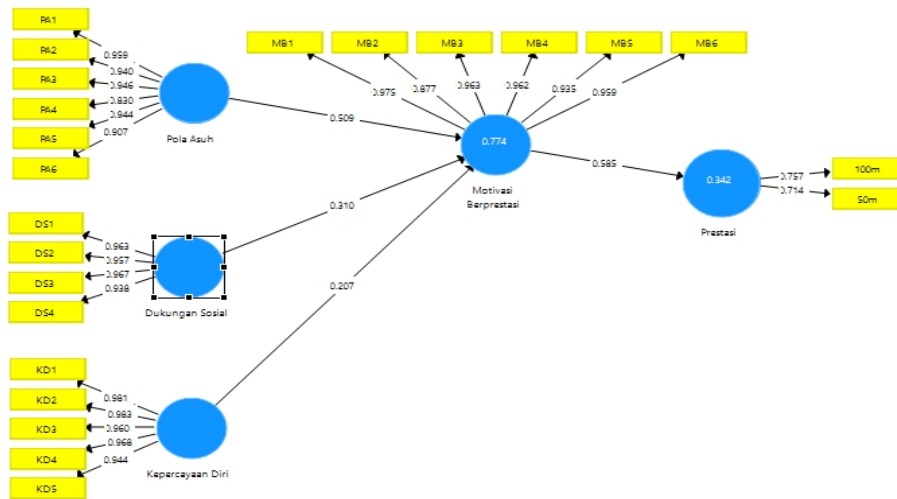 PA1
PA2
PA3
PA4
PA5
PA6
0.959
0.940
0.946
0.830
0.944
0.907
Pola Asuh
MB1
MB2
MB3
MB4
MB5
MB6
0.975
0.877
0.963
0.962
0.935
0.959
0.509
0.774
Motivasi
Berprestasi
0.585
0.342
Prestasi
0.757
0.714
100m
50m
DS1
DS2
DS3
DS4
0.963
0.957
0.967
0.938
Dukungan Sosial
0.310
0.207
KD1
KD2
KD3
KD4
KD5
0.981
0.983
0.960
0.968
0.944
Kepercayaan Diri